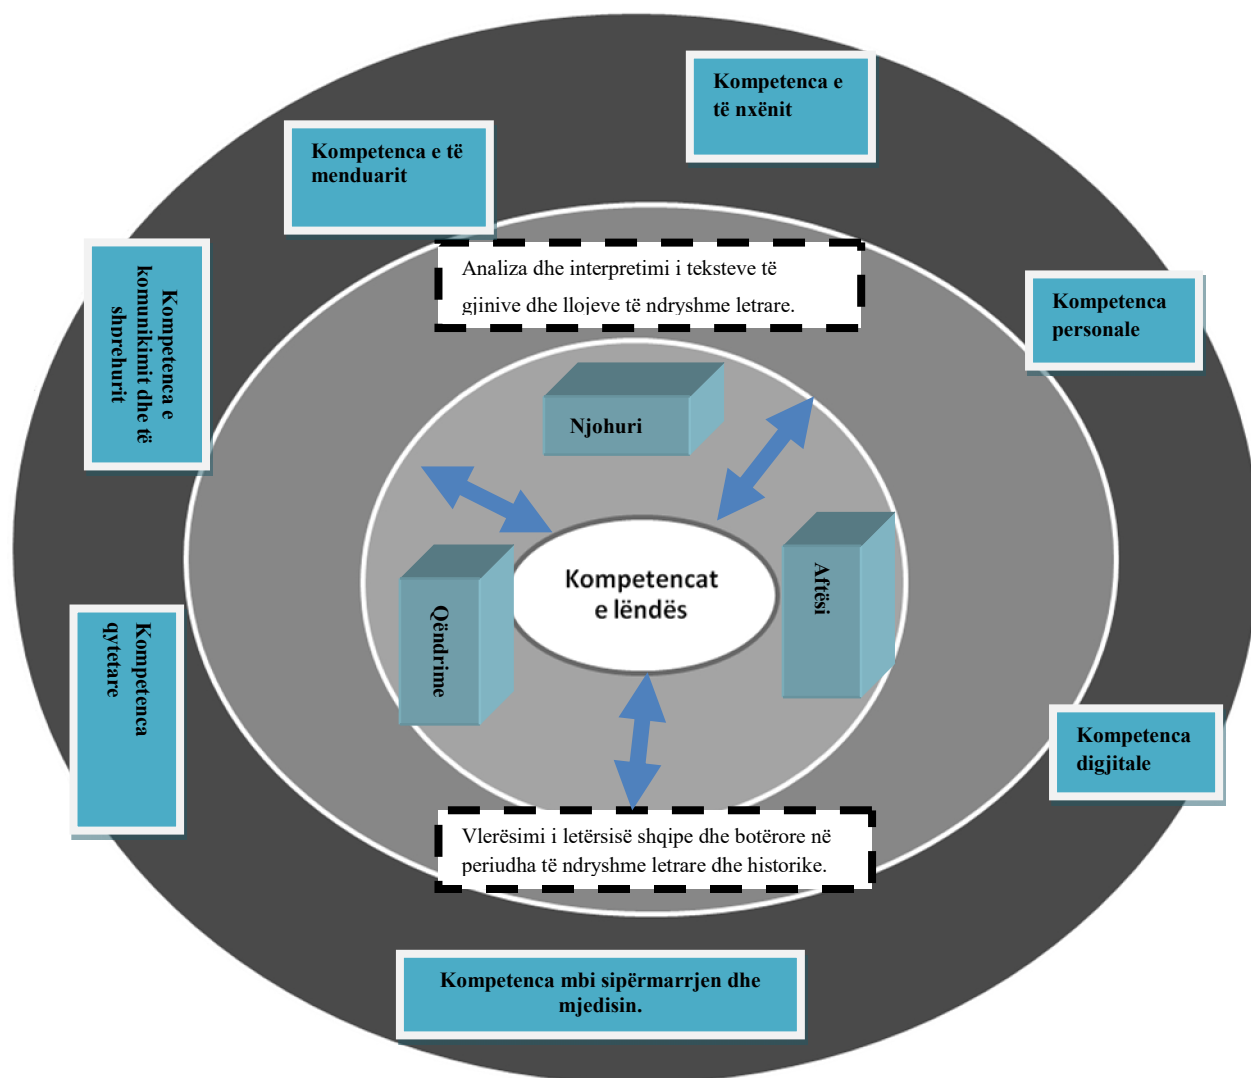 Kompetenca e
të nxënit
Kompetenca e të
menduarit
Kompetenca e
komunikimit dhe të
shprehurit
Analiza dhe interpretimi i teksteve të
gjinive dhe llojeve të ndryshme letrare.
Kompetenca
personale
Njohuri
Kompetencat
e lëndës
Aftësi
Qëndrime
Kompetenca
qytetare
Kompetenca
digjitale
Vlerësimi i letërsisë shqipe dhe botërore në
periudha të ndryshme letrare dhe historike.
Kompetenca mbi sipërmarrjen dhe
mjedisin.